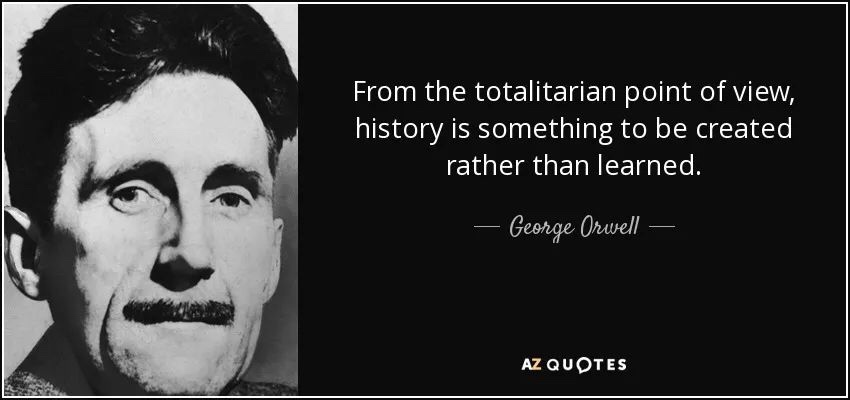 From the totalitarian point of view,
history is something to be created
rather than learned.
George Orwell
AZ QUOTES